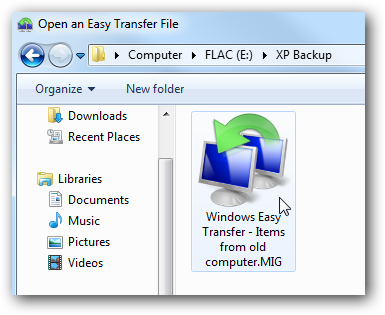 Open an Easy Transfer File
Computer FLAC (E:) XP Backup
Organize New folder
Downloads
Recent Places
Libraries
Documents
Music
Pictures
Videos
Windows Easy
Transfer - Items
from old
computer.MIG